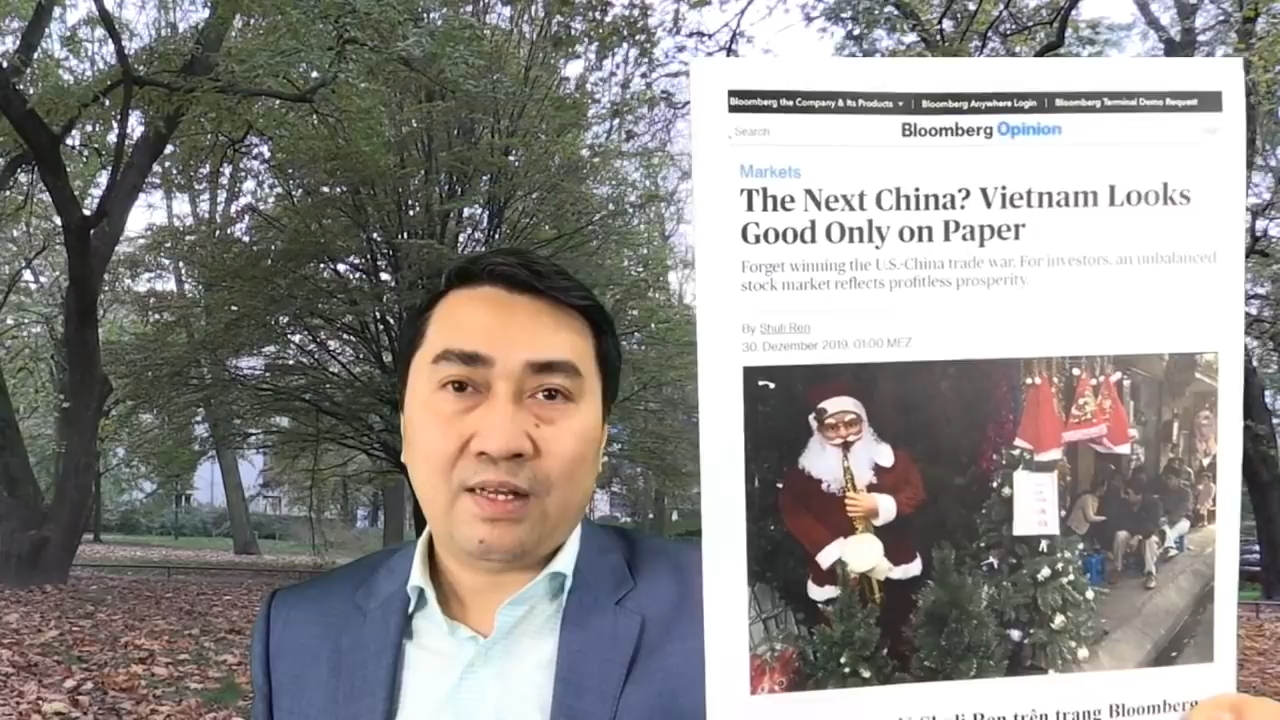 Bloomberg the Company & Its Products ▾ | Bloomberg Anywhere Login | Bloomberg Terminal Demo Request
Search
Bloomberg Opinion
Markets
The Next China? Vietnam Looks
Good Only on Paper
Forget winning the U.S.-China trade war. For investors, an unbalanced
stock market reflects profitless prosperity.
By Shuli Ren
30. Dezember 2019, 01:00 MEZ
Shuli Ren trên trang Bloomberg